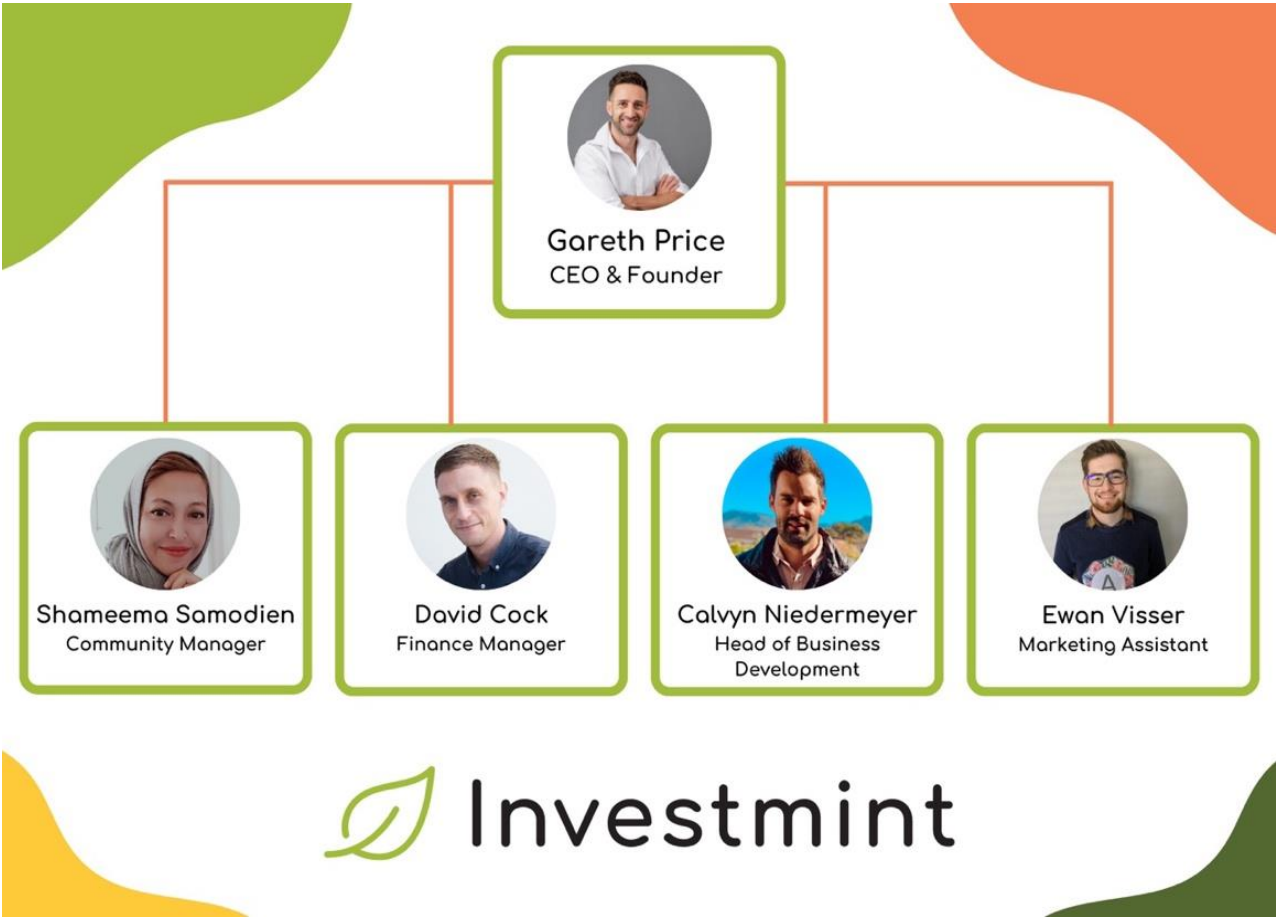 Gareth Price
CEO & Founder
Shameema Samodien
Community Manager
David Cock
Finance Manager
Calvyn Niedermeyer
Head of Business
Development
A
Ewan Visser
Marketing Assistant
Investmint